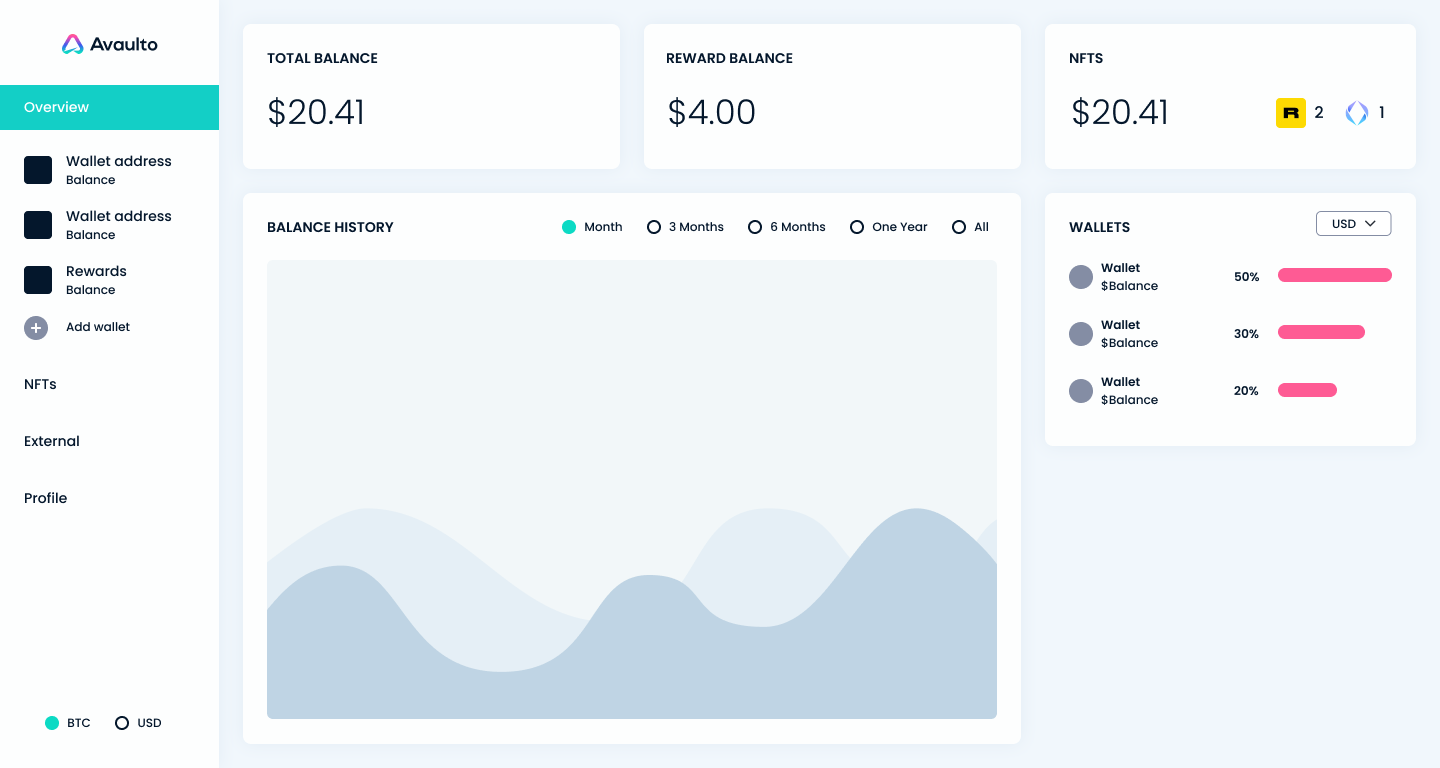 Avaulto
Overview
Wallet address
Balance
Wallet address
Balance
Rewards
Balance
Add wallet
NFTs
External
Profile
BTC
USD
TOTAL BALANCE
$20.41
REWARD BALANCE
$4.00
NFTS
$20.41
R 2
1
BALANCE HISTORY
Month
3 Months
6 Months
One Year
All
WALLETS
USD
Wallet
$Balance
50%
Wallet
$Balance
30%
Wallet
$Balance
20%